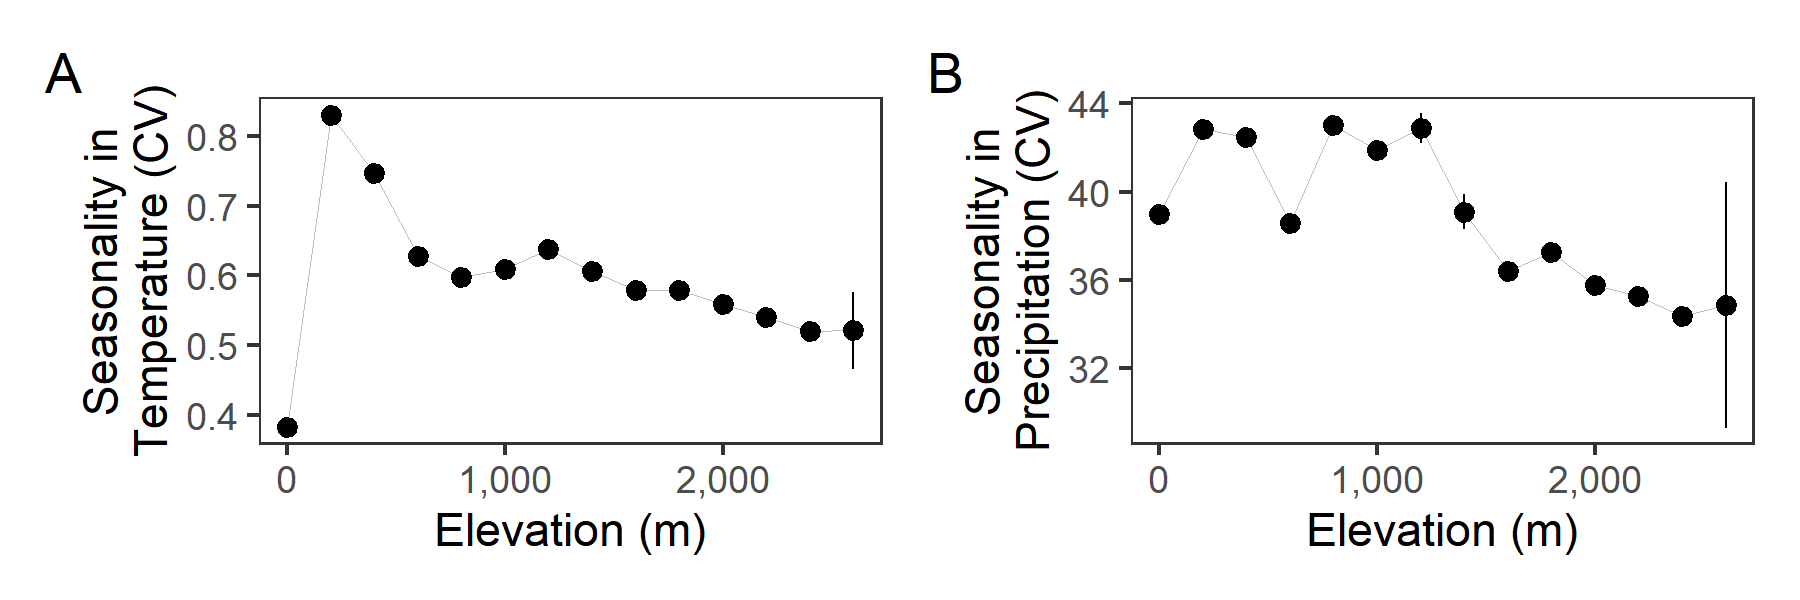 A
Seasonality in
Temperature (CV)
0.8
0.7
0.6
0.5
0.4
0
1,000
2,000
Elevation (m)
B
Seasonality in
Precipitation (CV)
44
40
36
32
0
1,000
2,000
Elevation (m)